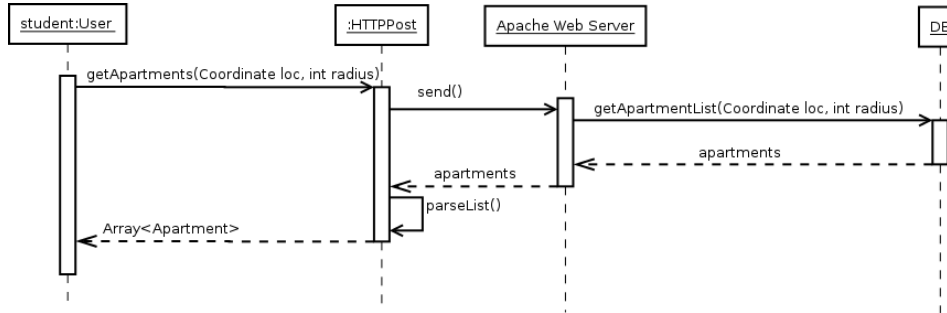 student:User
:HTTPPost
Apache Web Server
getApartments(Coordinate loc, int radius)
send()
getApartmentList(Coordinate loc, int radius)
apartments
apartments
parseList()
Array<Apartment>